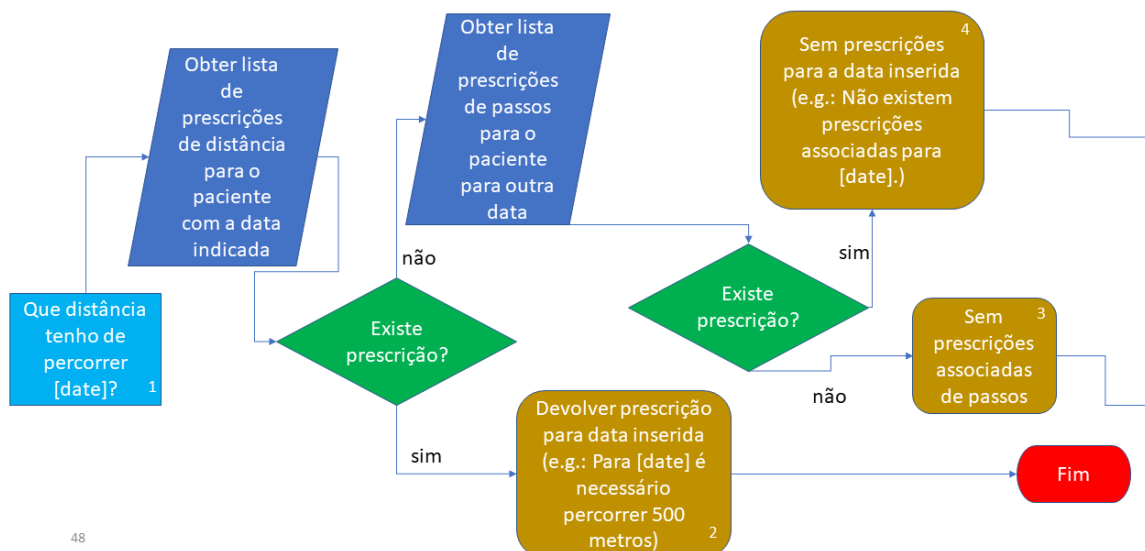 Que distância
tenho de
percorrer
[date]?
1
Obter lista
de
prescrições
de distância
para o
paciente
com a data
indicada
Existe
prescrição?
não
sim
Obter lista
de
prescrições
de passos
para o
paciente
para outra
data
Existe
prescrição?
sim
não
4
Sem prescrições
para a data inserida
(e.g.: Não existem
prescrições
associadas para
[date].)
3
Sem
prescrições
associadas
de passos
Devolver prescrição
para data inserida
(e.g.: Para [date] é
necessário
percorrer 500
metros)
2
Fim
48